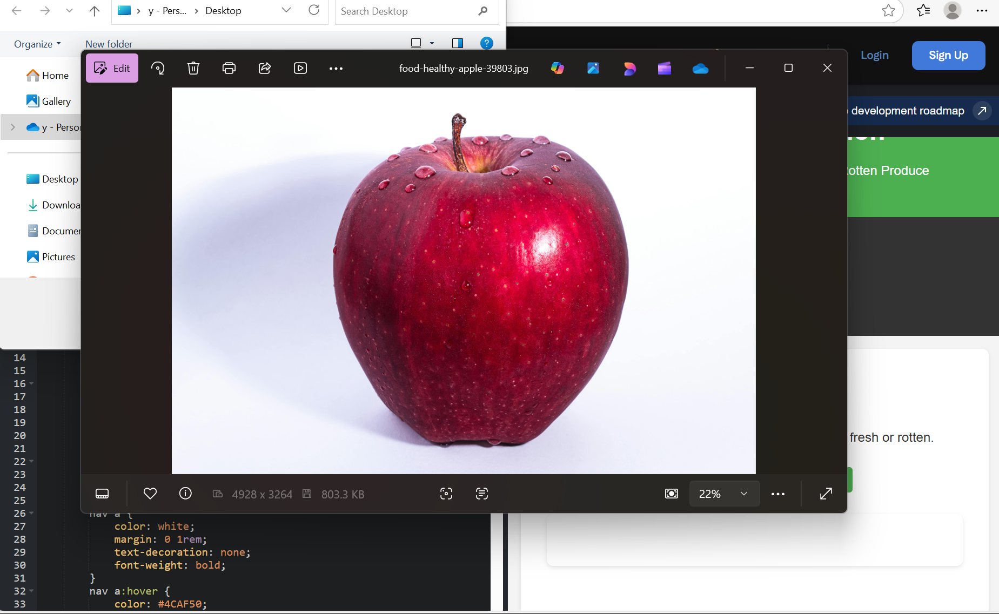 y - Pers... Desktop
Search Desktop
Organize
New folder
Login
Sign Up
Home
Gallery
y - Perso
Desktop
Downloa
Documer
Pictures
Edit
food-healthy-apple-39803.jpg
development roadmap
otten Produce
fresh or rotten.
4928 x 3264
803.3 KB
22%
14
15
16
17
18
19
20
21
22
23
24
25
26 nav a {
27 color: white;
28 margin: 0 1rem;
29 text-decoration: none;
30 font-weight: bold;
31 }
32 nav a:hover {
33 color: #4CAF50;